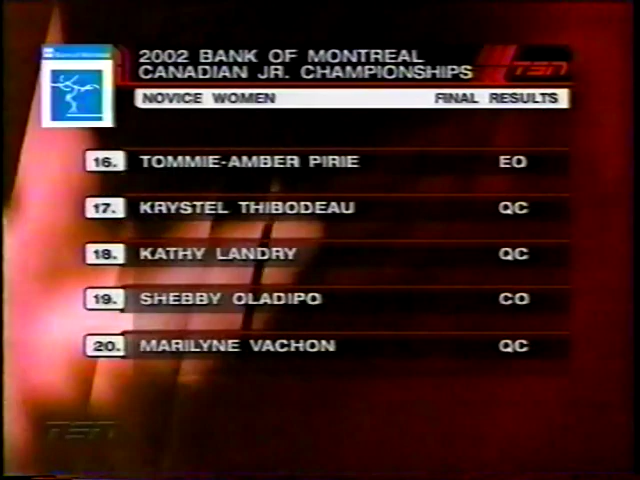 2002 BANK OF MONTREAL
CANADIAN JR. CHAMPIONSHIPS
TSN
NOVICE WOMEN FINAL RESULTS
16. TOMMIE-AMBER PIRIE EO
17. KRYSTEL THIBODEAU QC
18. KATHY LANDRY QC
19. SHEBBY OLADIPO CO
20. MARILYNE VACHON QC
TSN